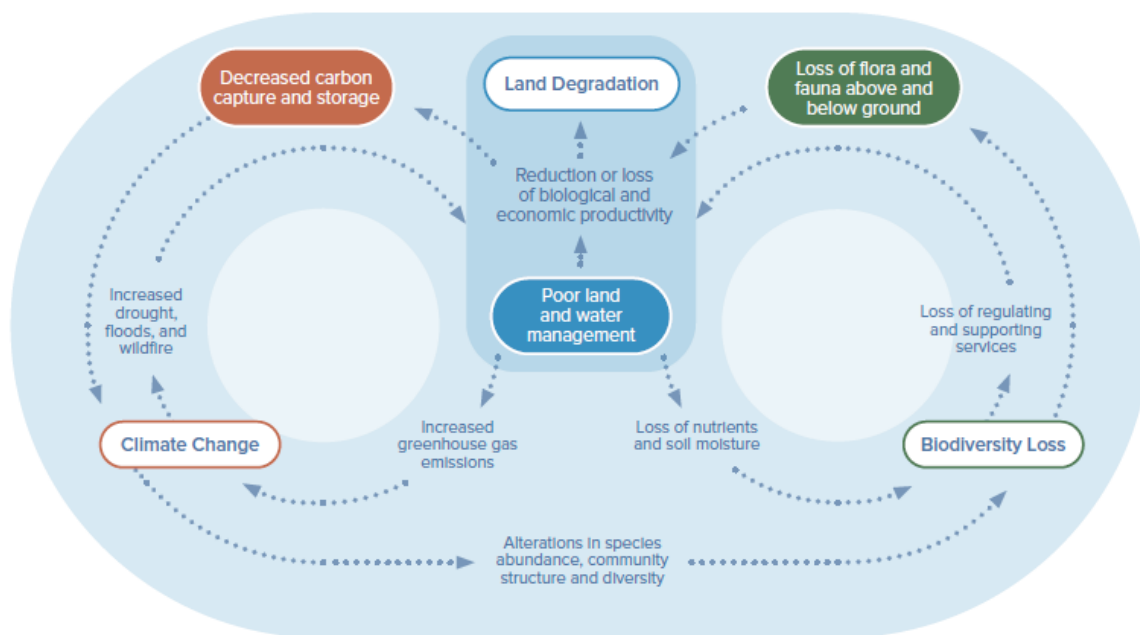 Decreased carbon
capture and storage
Land Degradation
Loss of flora and
fauna above and
below ground
Reduction or loss
of biological and
economic productivity
Increased
drought,
floods, and
wildfire
Poor land
and water
management
Loss of regulating
and supporting
services
Climate Change
Increased
greenhouse gas
emissions
Loss of nutrients
and soil moisture
Biodiversity Loss
Alterations in species
abundance, community
structure and diversity